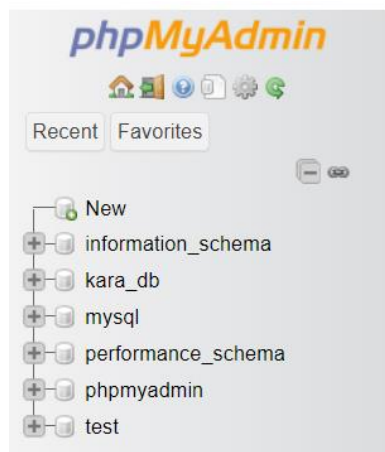 phpMyAdmin
Recent Favorites
New
information_schema
kara_db
mysql
performance_schema
phpmyadmin
test